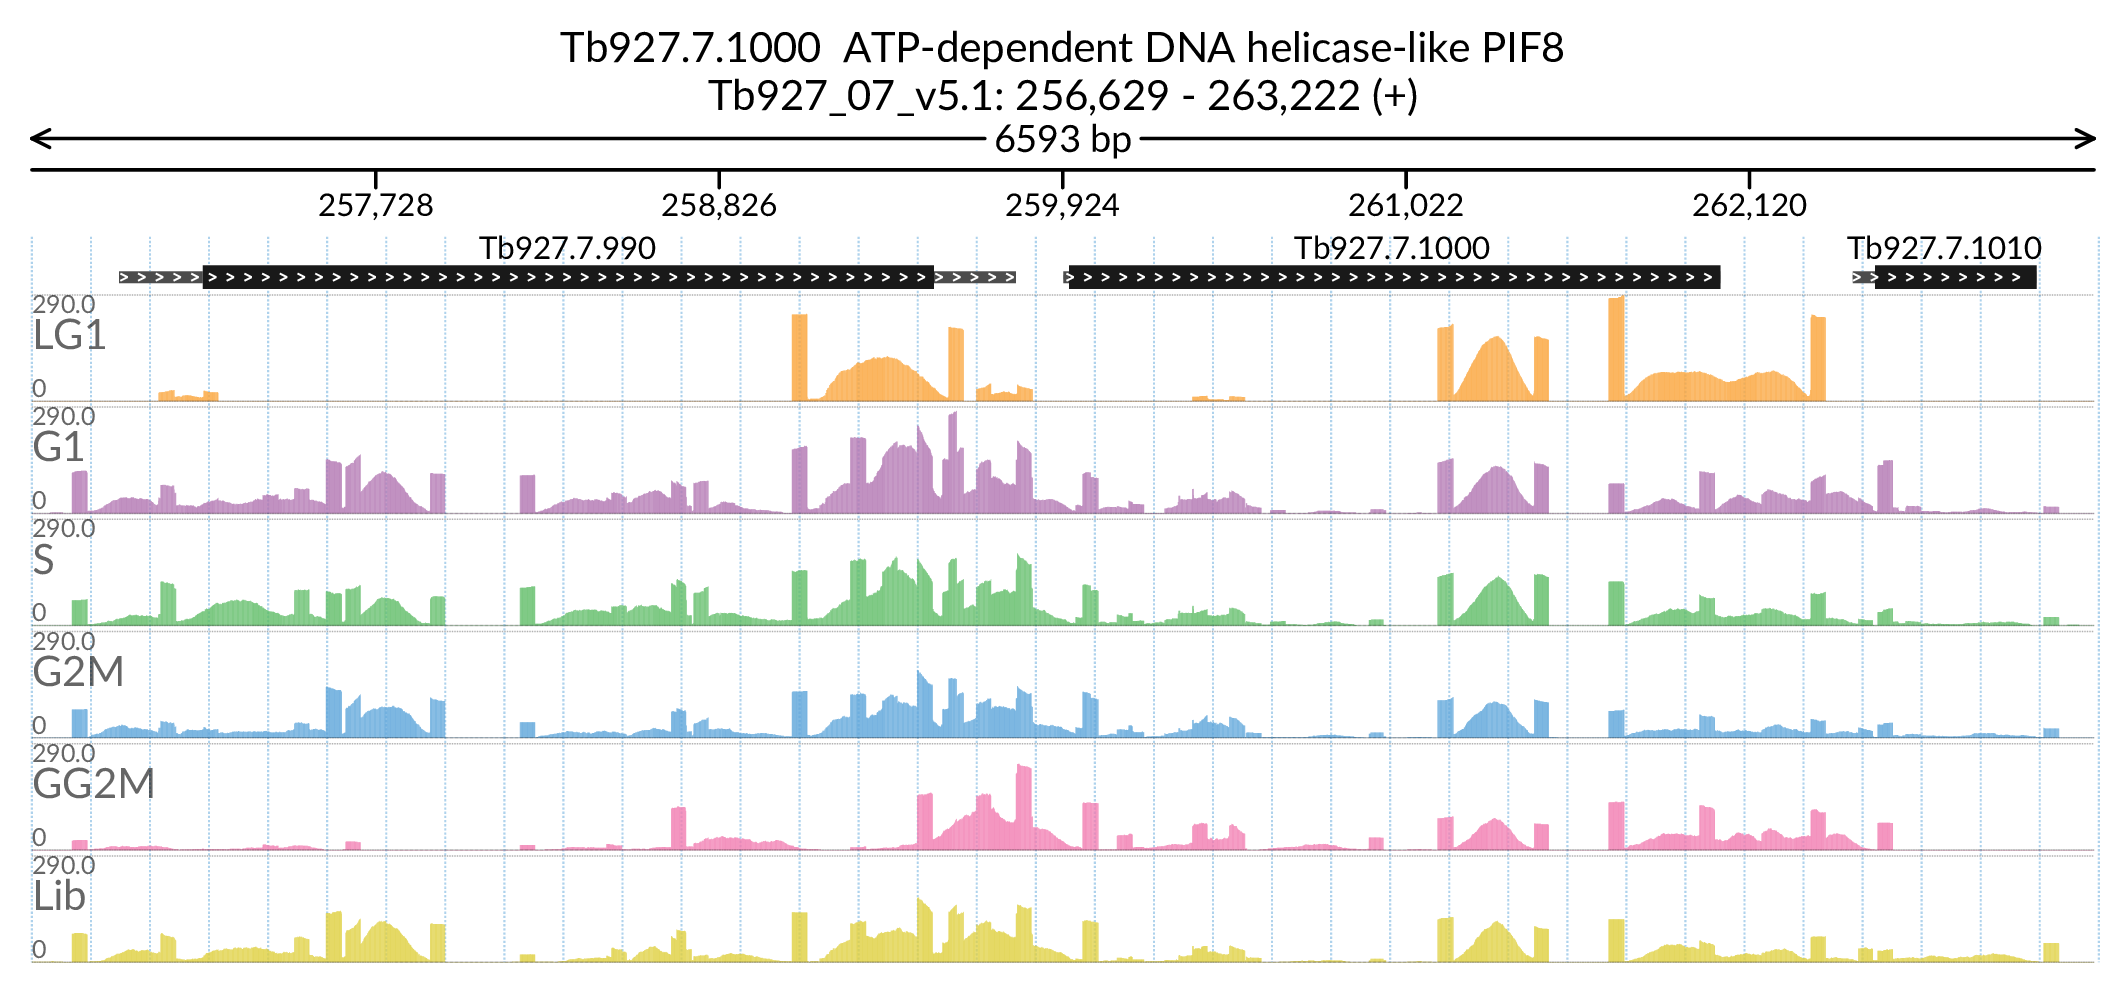 Tb927.7.1000  ATP-dependent DNA helicase-like PIF8
Tb927_07_v5.1: 256,629 - 263,222 (+)
6593 bp
257,728 258,826 259,924 261,022 262,120
Tb927.7.990 Tb927.7.1000 Tb927.7.1010
290.0
LG1
0
290.0
G1
0
290.0
S
0
290.0
G2M
0
290.0
GG2M
0
290.0
Lib
0